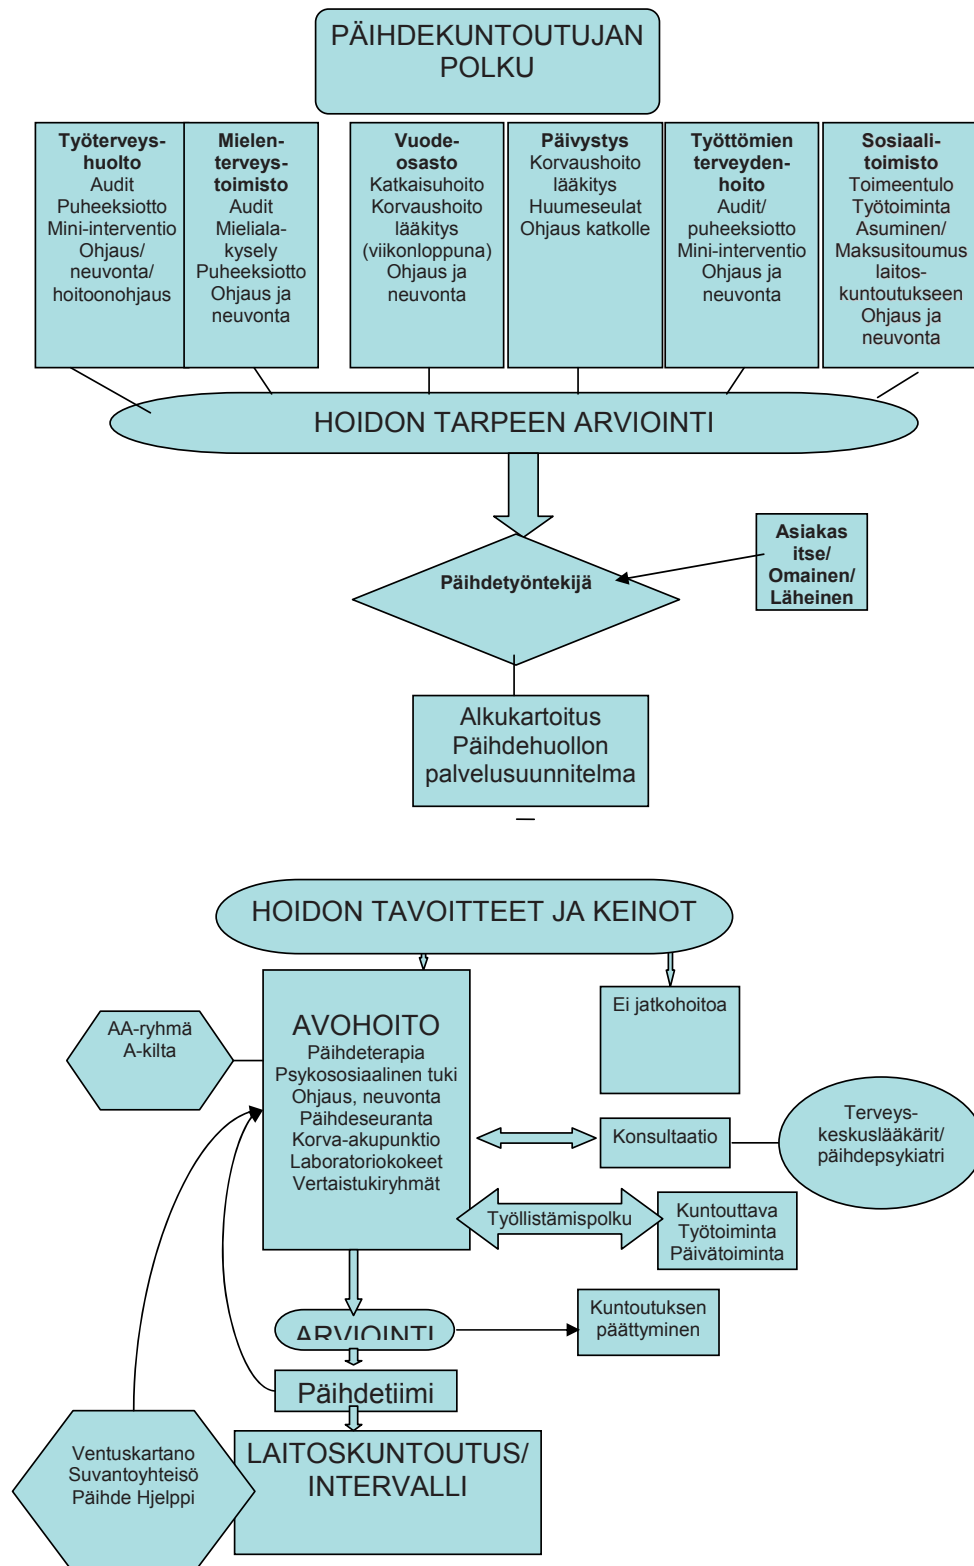 PÄIHDEKUNTOUTUJAN
POLKU
Työterveys-
huolto
Audit
Puheeksiotto
Mini-interventio
Ohjaus/
neuvonta/
hoitoonohjaus
Mielen-
terveys-
toimisto
Audit
Mieliala-
kysely
Puheeksiotto
Ohjaus ja
neuvonta
Vuode-
osasto
Katkaisuhoito
Korvaushoito
lääkitys
(viikonloppuna)
Ohjaus ja
neuvonta
Päivystys
Korvaushoito
lääkitys
Huumeseulat
Ohjaus katkolle
Työttömien
terveyden-
hoito
Audit/
puheeksiotto
Mini-interventio
Ohjaus ja
neuvonta
Sosiaali-
toimisto
Toimeentulo
Työtoiminta
Asuminen/
Maksusitoumus
laitos-
kuntoutukseen
Ohjaus ja
neuvonta
HOIDON TARPEEN ARVIOINTI
Päihdetyöntekijä
Asiakas
itse/
Omainen/
Läheinen
Alkukartoitus
Päihdehuollon
palvelusuunnitelma
HOIDON TAVOITTEET JA KEINOT
AA-ryhmä
A-kilta
AVOHOITO
Päihdeterapia
Psykososiaalinen tuki
Ohjaus, neuvonta
Päihdeseuranta
Korva-akupunktio
Laboratoriokokeet
Vertaistukiryhmät
Ei jatkohoitoa
Konsultaatio
Terveys-
keskuslääkärit/
päihdepsykiatri
Työllistämispolku
Kuntouttava
Työtoiminta
Päivätoiminta
ARVIOINTI
Kuntoutuksen
päättyminen
Päihdetiimi
Ventuskartano
Suvantoyhteisö
Päihde Hjelppi
LAITOSKUNTOUTUS/
INTERVALLI